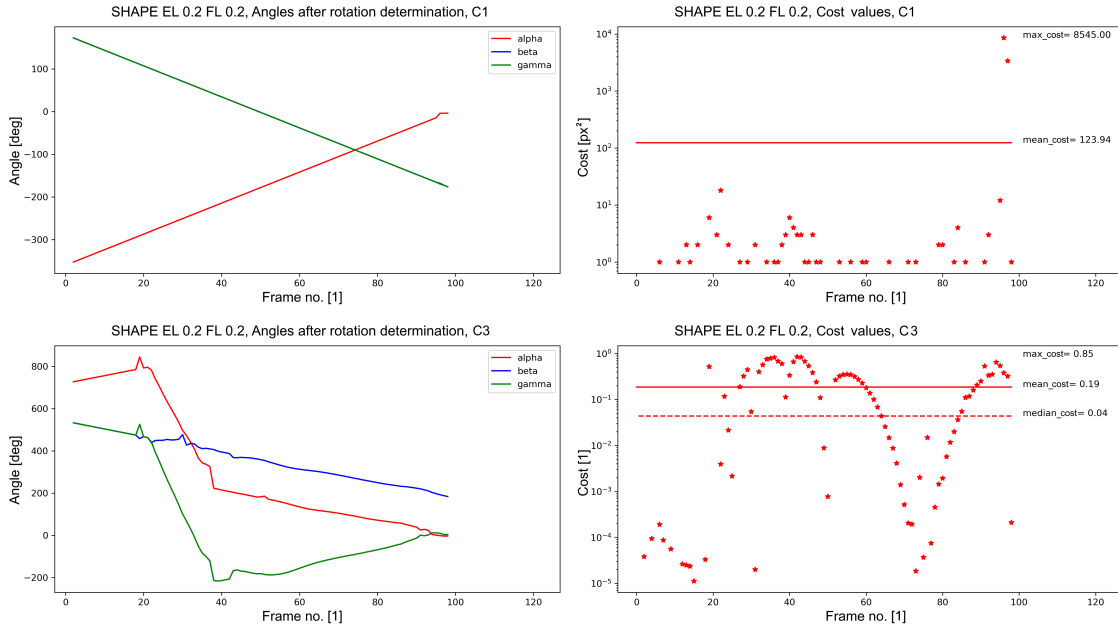 SHAPE EL 0.2 FL 0.2, Angles after rotation determination, C1
alpha
beta
gamma
100
0
−100
−200
−300
Angle [deg]
0 20 40 60 80 100 120
Frame no. [1]
SHAPE EL 0.2 FL 0.2, Cost values, C1
max_cost= 8545.00
mean_cost= 123.94
10⁴
10³
10²
10¹
10⁰
Cost [px²]
0 20 40 60 80 100 120
Frame no. [1]
SHAPE EL 0.2 FL 0.2, Angles after rotation determination, C3
alpha
beta
gamma
800
600
400
200
0
−200
Angle [deg]
0 20 40 60 80 100 120
Frame no. [1]
SHAPE EL 0.2 FL 0.2, Cost values, C3
max_cost= 0.85
mean_cost= 0.19
median_cost= 0.04
10⁰
10⁻¹
10⁻²
10⁻³
10⁻⁴
10⁻⁵
Cost [1]
0 20 40 60 80 100 120
Frame no. [1]